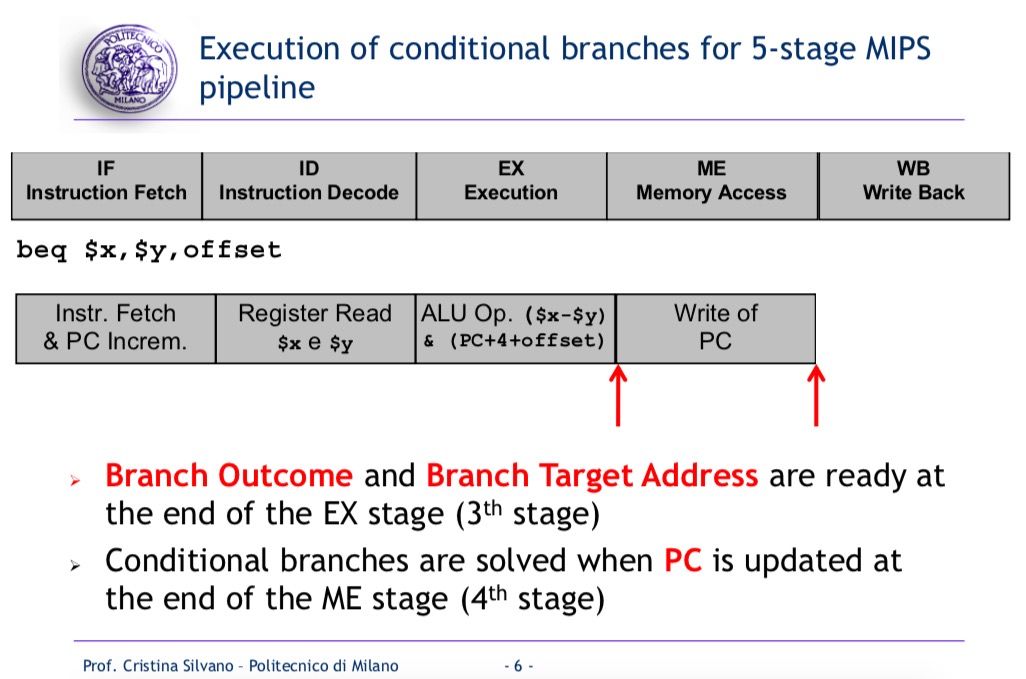 POLITECNICO
MILANO
Execution of conditional branches for 5-stage MIPS
pipeline
IF
Instruction Fetch
ID
Instruction Decode
EX
Execution
ME
Memory Access
WB
Write Back
beq $x,$y,offset
Instr. Fetch
& PC Increm.
Register Read
$x e $y
ALU Op. ($x-$y)
& (PC+4+offset)
Write of
PC
➢ Branch Outcome and Branch Target Address are ready at
the end of the EX stage (3th stage)
➢ Conditional branches are solved when PC is updated at
the end of the ME stage (4th stage)
Prof. Cristina Silvano – Politecnico di Milano
- 6 -